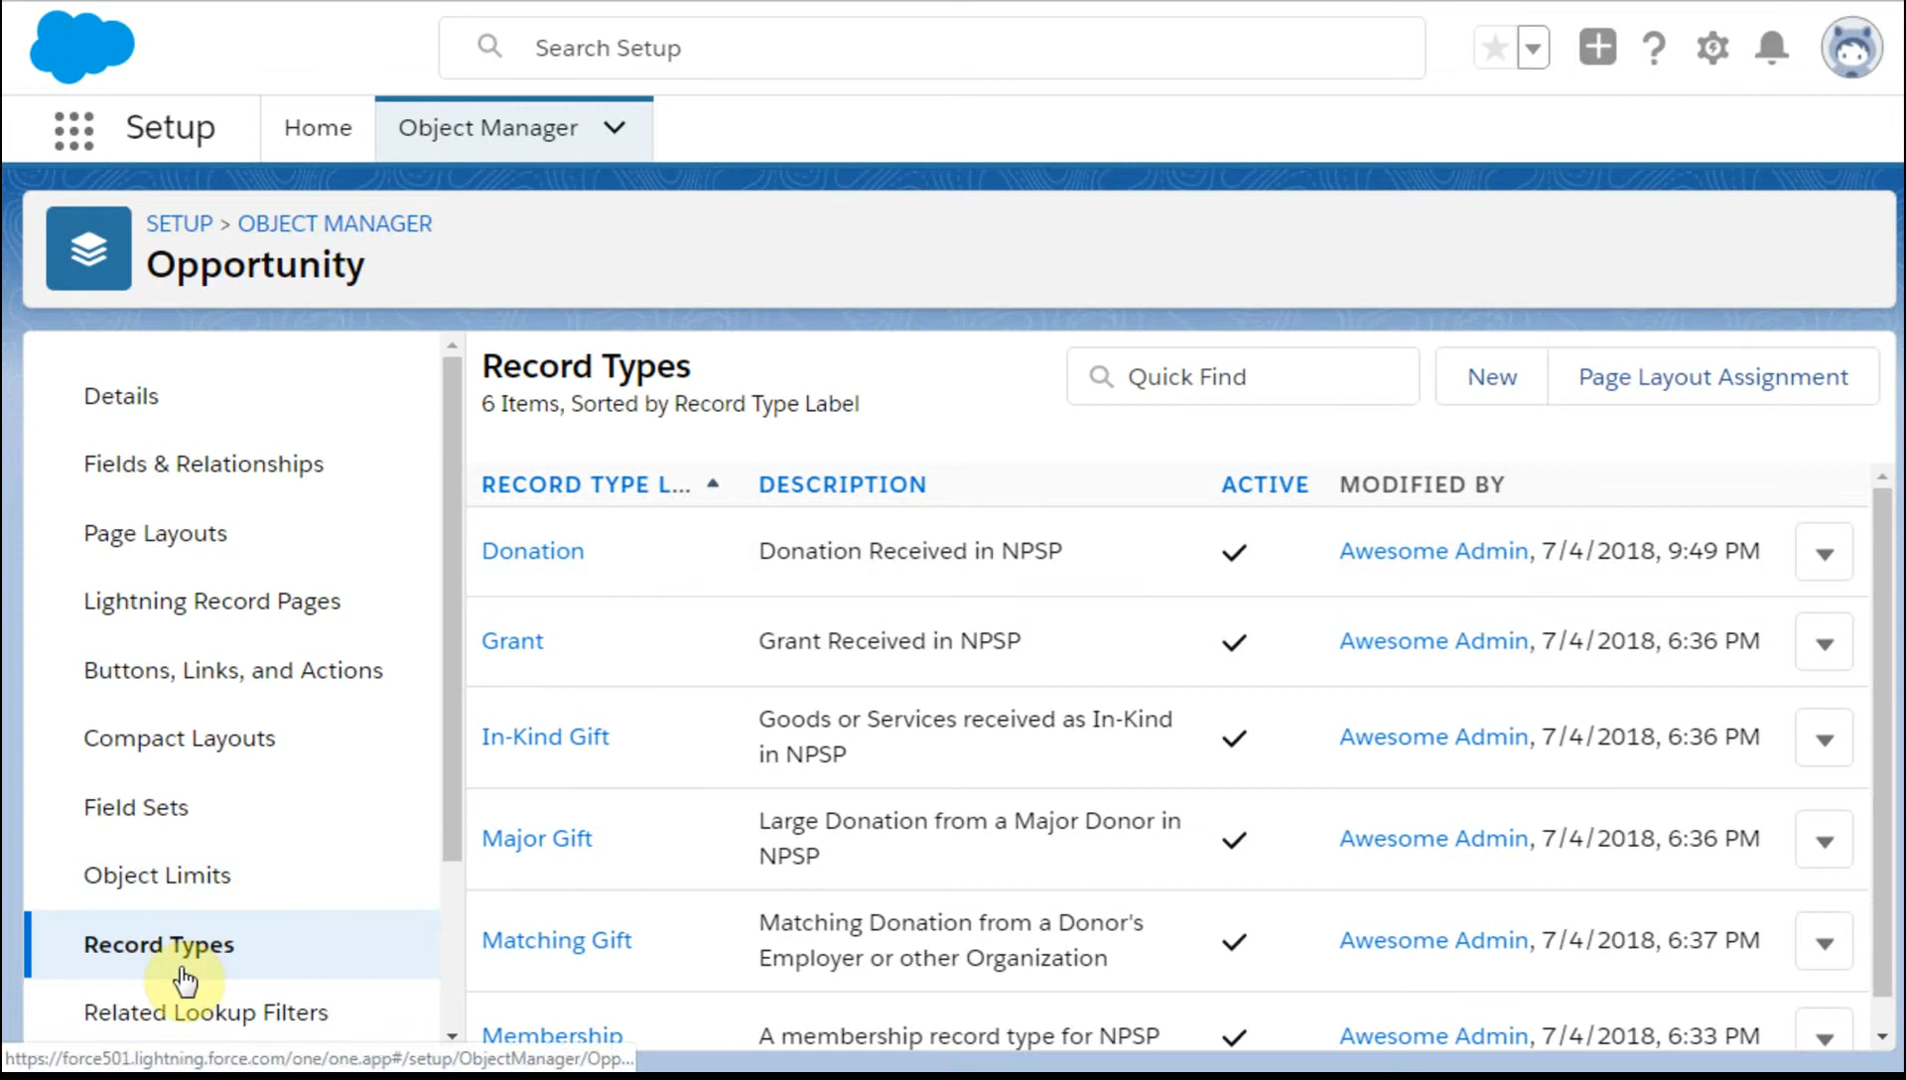 Search Setup
Setup
Home
Object Manager
SETUP > OBJECT MANAGER
Opportunity
Details
Fields & Relationships
Page Layouts
Lightning Record Pages
Buttons, Links, and Actions
Compact Layouts
Field Sets
Object Limits
Record Types
Related Lookup Filters
Record Types
6 Items, Sorted by Record Type Label
Quick Find
New
Page Layout Assignment
RECORD TYPE L... DESCRIPTION ACTIVE MODIFIED BY
Donation Donation Received in NPSP Awesome Admin, 7/4/2018, 9:49 PM
Grant Grant Received in NPSP Awesome Admin, 7/4/2018, 6:36 PM
In-Kind Gift Goods or Services received as In-Kind
in NPSP Awesome Admin, 7/4/2018, 6:36 PM
Major Gift Large Donation from a Major Donor in
NPSP Awesome Admin, 7/4/2018, 6:36 PM
Matching Gift Matching Donation from a Donor's
Employer or other Organization Awesome Admin, 7/4/2018, 6:37 PM
Membership A membership record type for NPSP Awesome Admin, 7/4/2018, 6:33 PM
https://force501.lightning.force.com/one/one.app#/setup/ObjectManager/Opp...